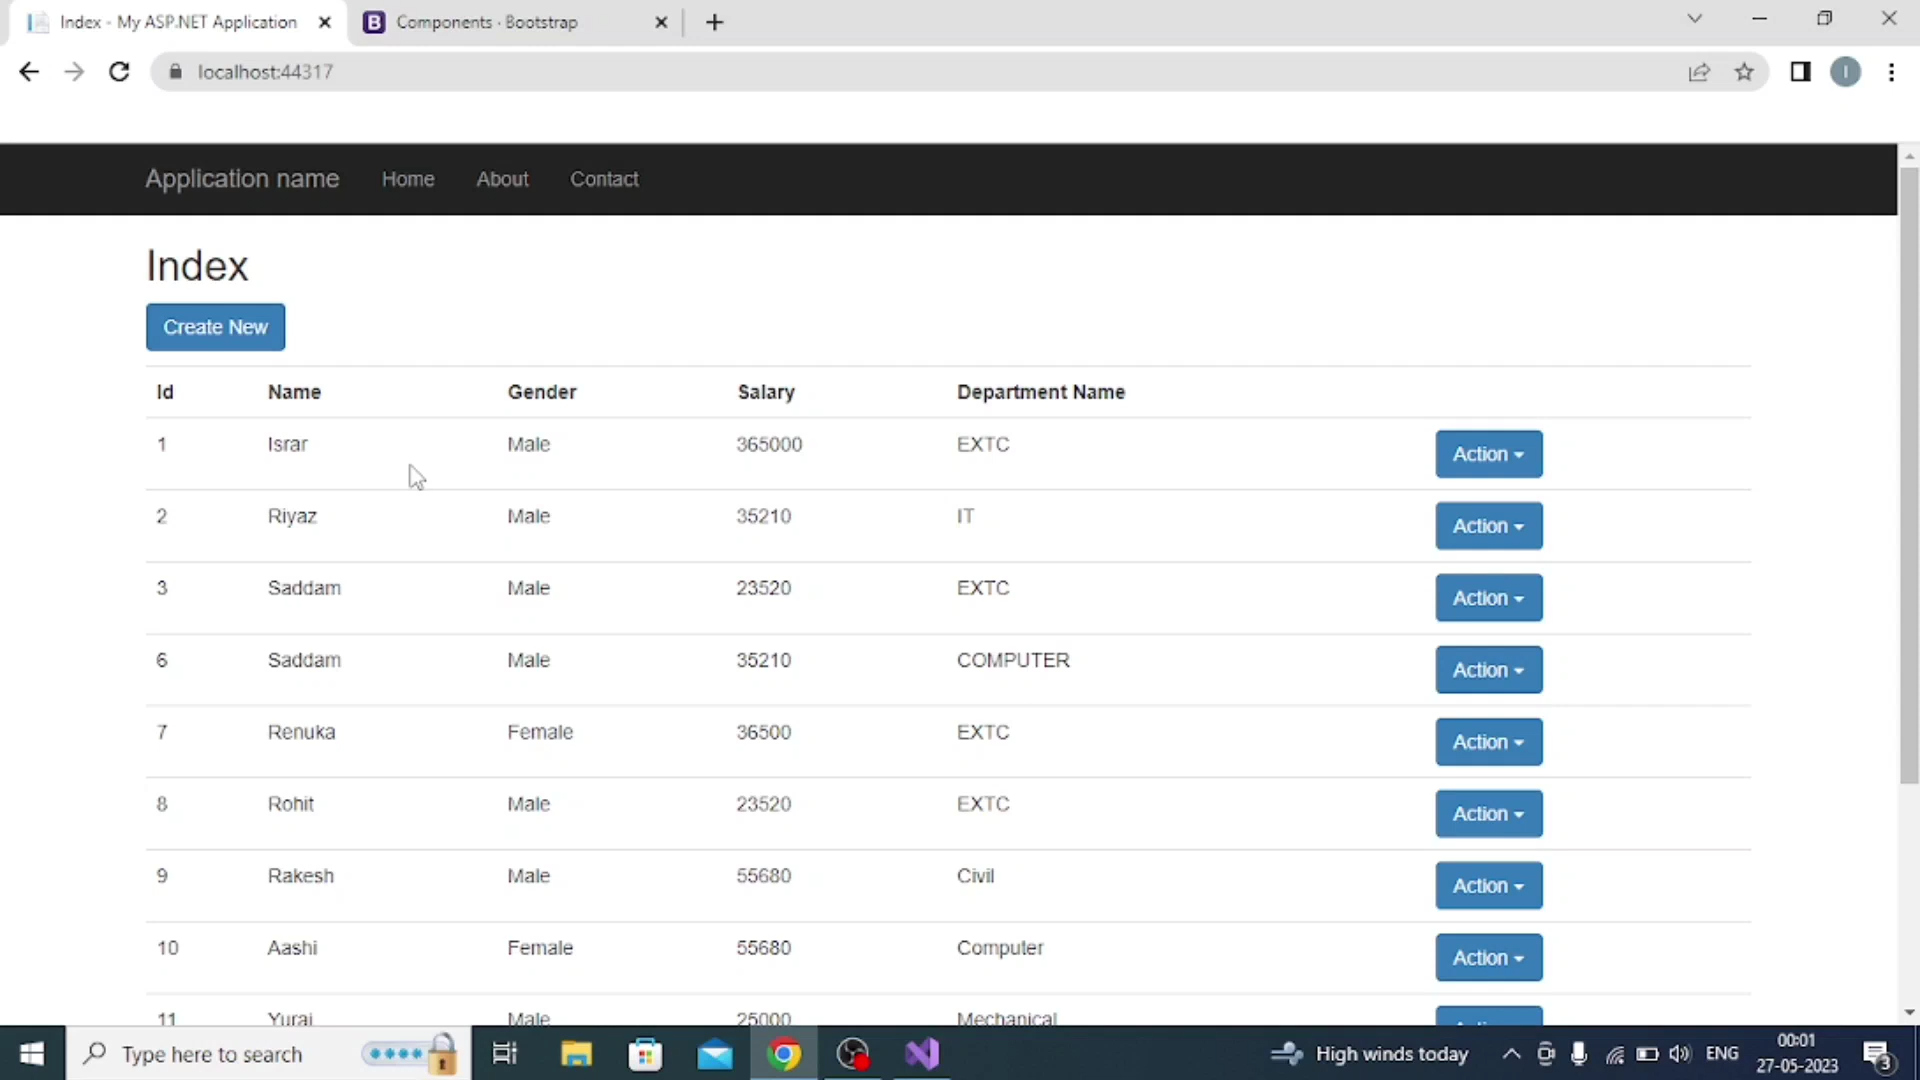 Index - My ASP.NET Application
Components · Bootstrap
localhost:44317
I
Application name Home About Contact
Index
Create New
Id Name Gender Salary Department Name
1 Israr Male 365000 EXTC Action
2 Riyaz Male 35210 IT Action
3 Saddam Male 23520 EXTC Action
6 Saddam Male 35210 COMPUTER Action
7 Renuka Female 36500 EXTC Action
8 Rohit Male 23520 EXTC Action
9 Rakesh Male 55680 Civil Action
10 Aashi Female 55680 Computer Action
11 Yuraj Male 25000 Mechanical
Type here to search
High winds today
ENG
00:01
27-05-2023
3